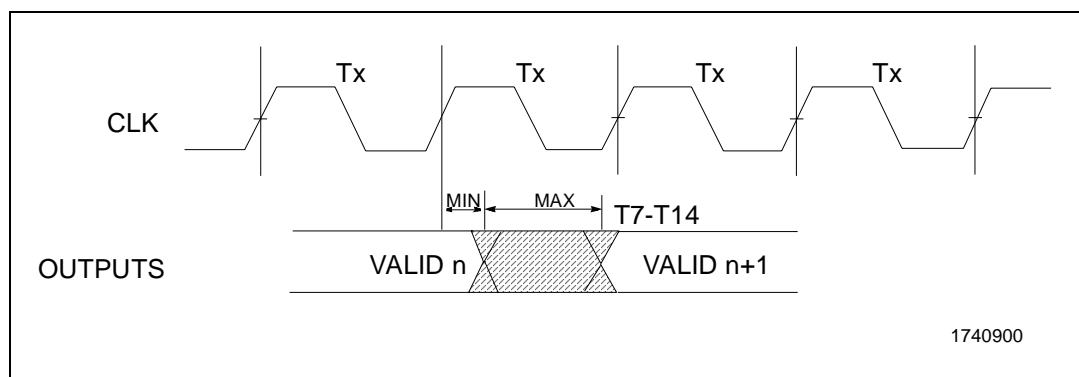 Tx Tx Tx Tx
CLK
MIN MAX T7-T14
OUTPUTS VALID n VALID n+1
1740900